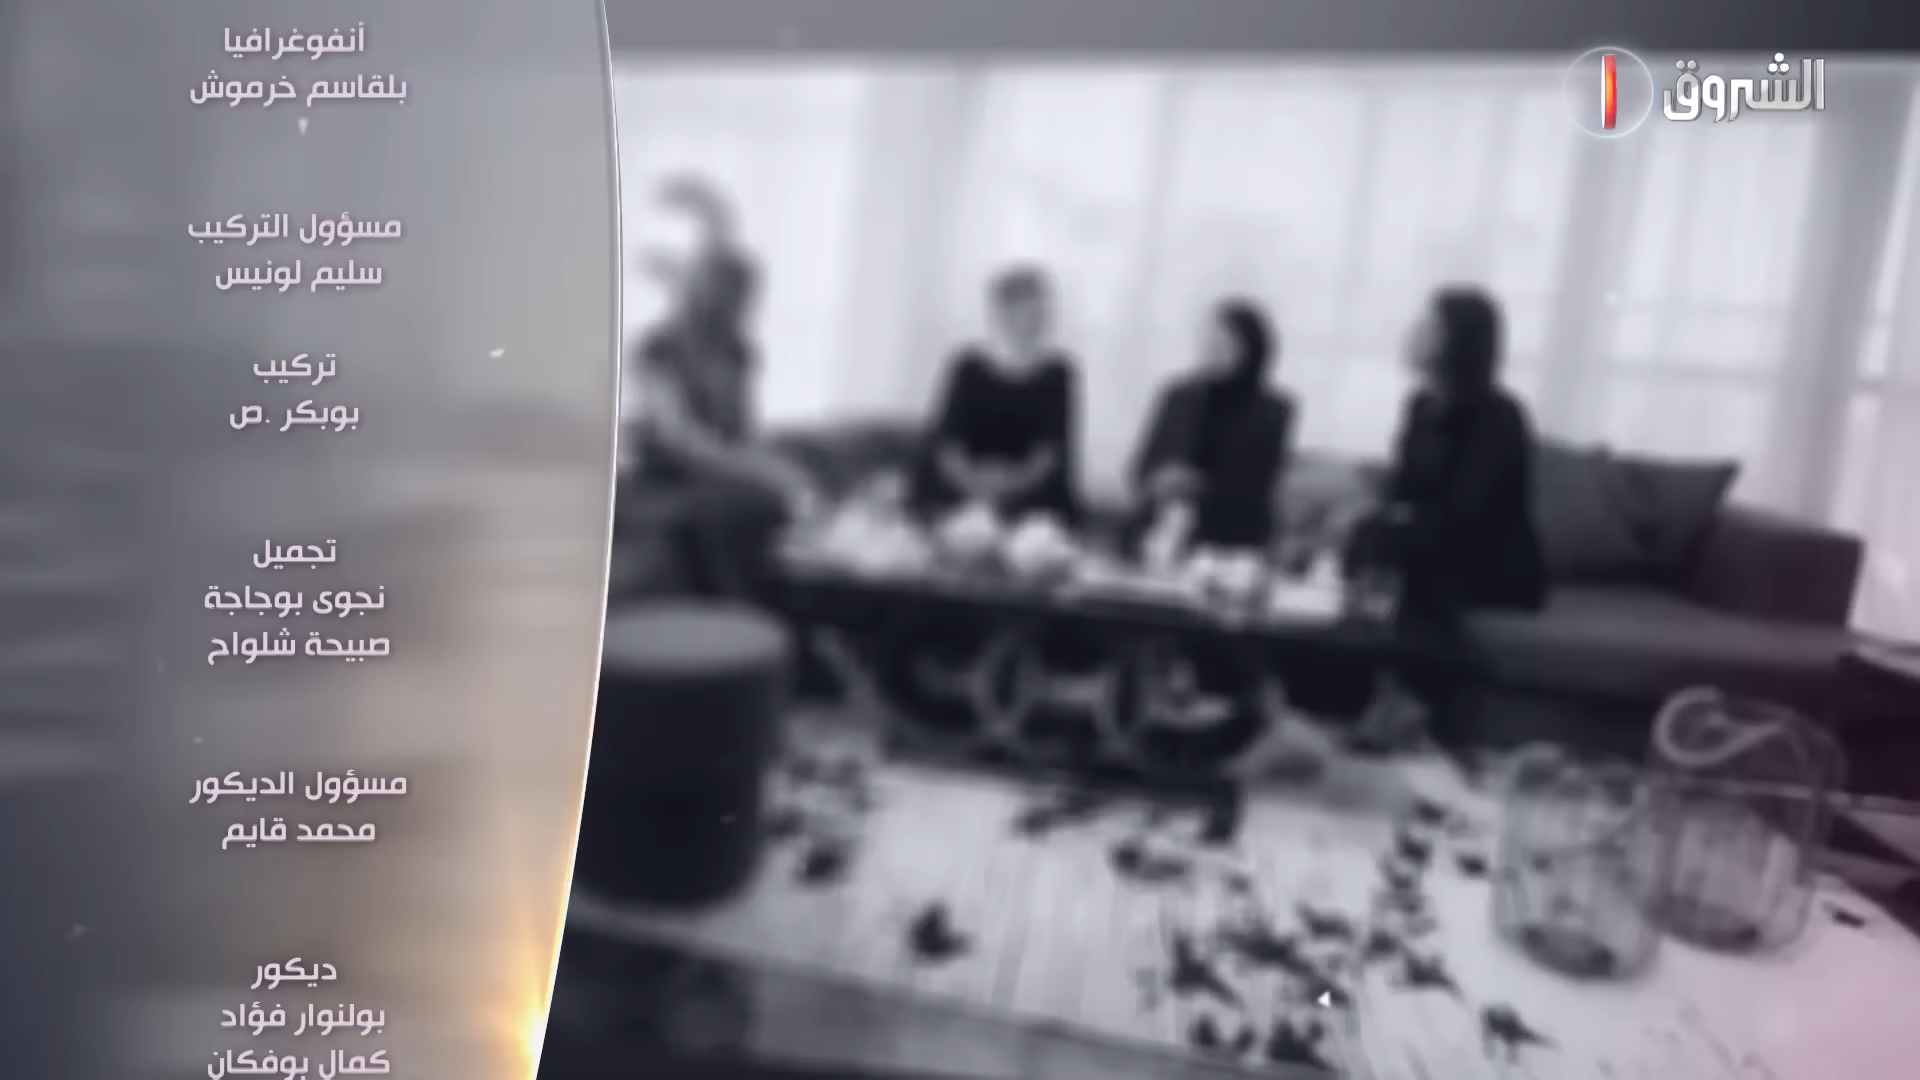 الشروق
أنفوغرافيا
بلقاسم خرموش
مسؤول التركيب
سليم لونيس
تركيب
بوبكر .ص
تجميل
نجوى بوجاجة
صبيحة شلواح
مسؤول الديكور
محمد قايم
ديكور
بولنوار فؤاد
كمال بوفكان